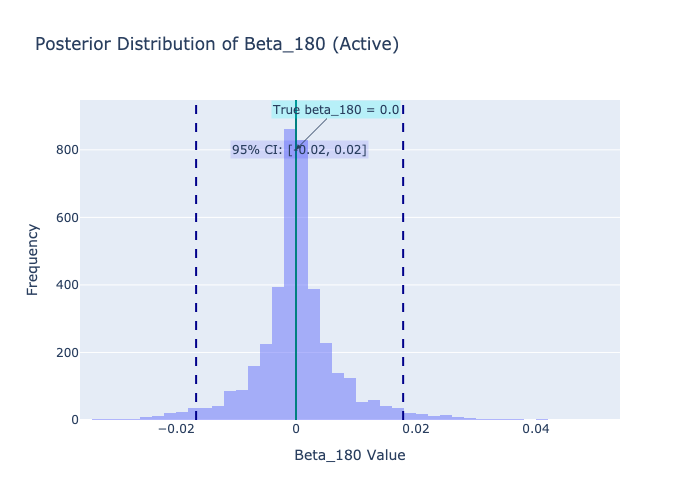 Posterior Distribution of Beta_180 (Active)
True beta_180 = 0.0
95% CI: [-0.02, 0.02]
800
600
400
200
0
Frequency
−0.02
0
0.02
0.04
Beta_180 Value